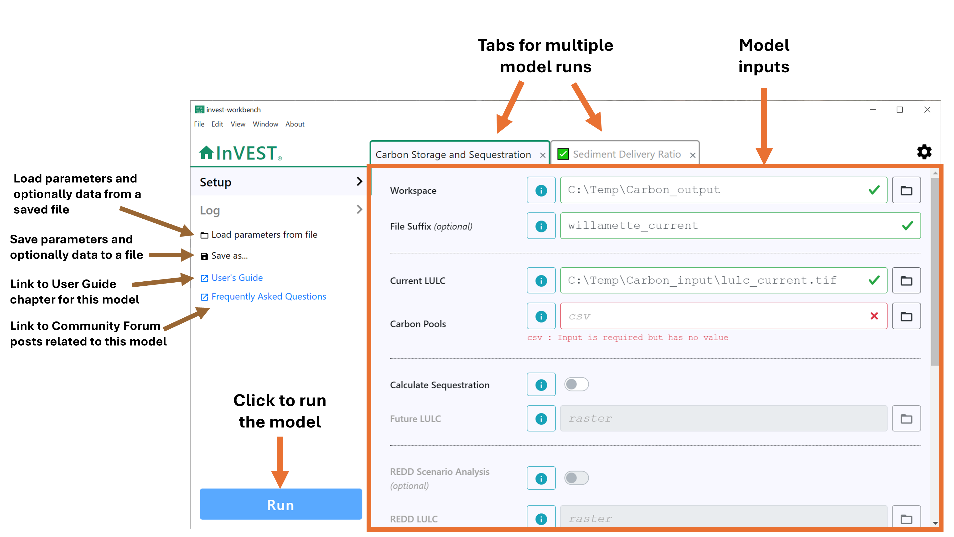 Tabs for multiple
model runs
Model
inputs
invest workbench
File Edit View Window About
InVEST®
Carbon Storage and Sequestration ×
Sediment Delivery Ratio ×
Load parameters and
optionally data from a
saved file
Save parameters and
optionally data to a file
Link to User Guide
chapter for this model
Link to Community Forum
posts related to this model
Click to run
the model
Setup
Log
Load parameters from file
Save as...
User's Guide
Frequently Asked Questions
Run
Workspace
C:\Temp\Carbon_output
File Suffix (optional)
willamette_current
Current LULC
C:\Temp\Carbon_input\lulc_current.tif
Carbon Pools
csv
csv : Input is required but has no value
Calculate Sequestration
Future LULC
raster
REDD Scenario Analysis
(optional)
REDD LULC
raster